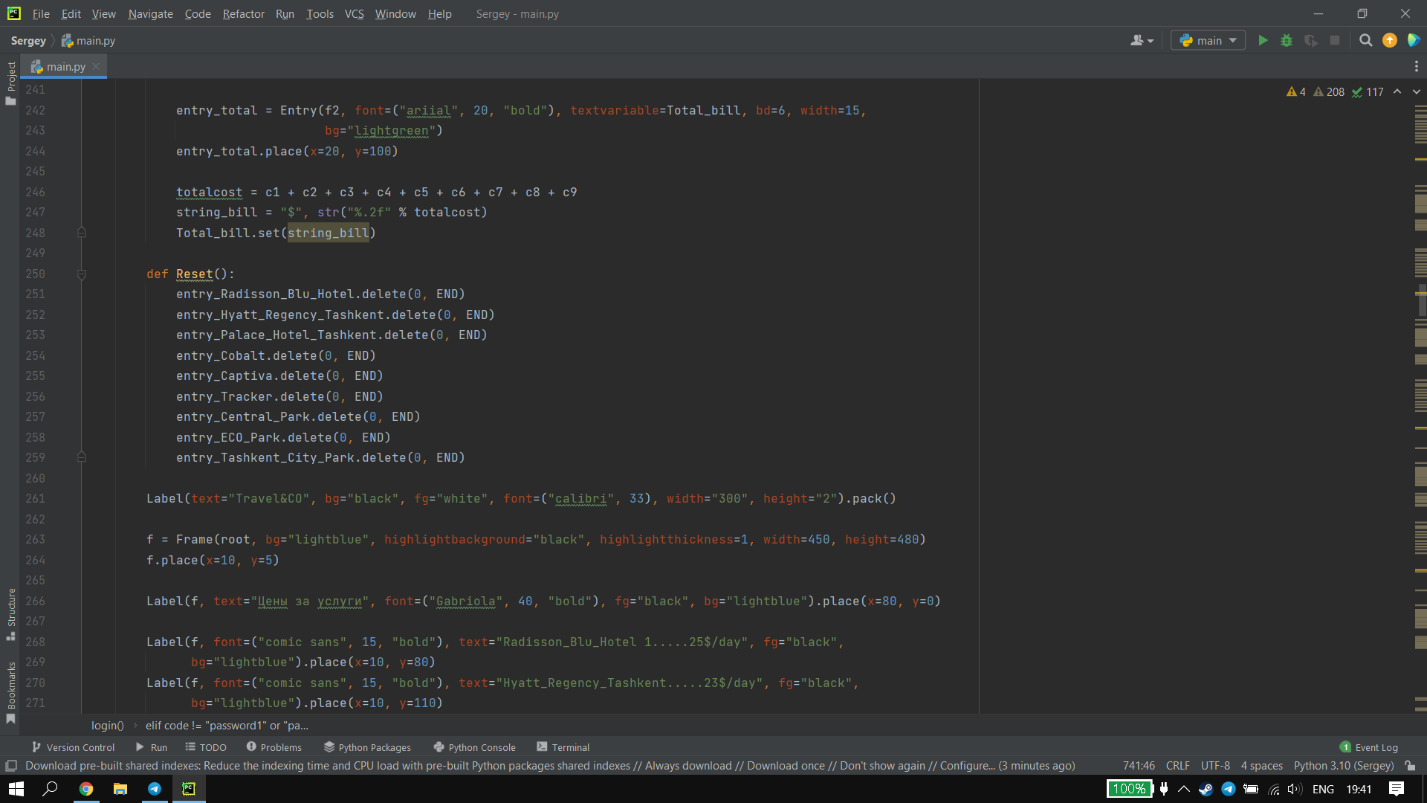 File Edit View Navigate Code Refactor Run Tools VCS Window Help Sergey - main.py
Sergey main.py main
Project main.py
4 208 117
241
242 entry_total = Entry(f2, font=("ariial", 20, "bold"), textvariable=Total_bill, bd=6, width=15,
243 bg="lightgreen")
244 entry_total.place(x=20, y=100)
245
246 totalcost = c1 + c2 + c3 + c4 + c5 + c6 + c7 + c8 + c9
247 string_bill = "$", str("%.2f" % totalcost)
248 Total_bill.set(string_bill)
249
250 def Reset():
251 entry_Radisson_Blu_Hotel.delete(0, END)
252 entry_Hyatt_Regency_Tashkent.delete(0, END)
253 entry_Palace_Hotel_Tashkent.delete(0, END)
254 entry_Cobalt.delete(0, END)
255 entry_Captiva.delete(0, END)
256 entry_Tracker.delete(0, END)
257 entry_Central_Park.delete(0, END)
258 entry_ECO_Park.delete(0, END)
259 entry_Tashkent_City_Park.delete(0, END)
260
261 Label(text="Travel&CO", bg="black", fg="white", font=("calibri", 33), width="300", height="2").pack()
262
263 f = Frame(root, bg="lightblue", highlightbackground="black", highlightthickness=1, width=450, height=480)
264 f.place(x=10, y=5)
265
266 Label(f, text="Цены за услуги", font=("Gabriola", 40, "bold"), fg="black", bg="lightblue").place(x=80, y=0)
267
268 Label(f, font=("comic sans", 15, "bold"), text="Radisson_Blu_Hotel 1.....25$/day", fg="black",
269 bg="lightblue").place(x=10, y=80)
270 Label(f, font=("comic sans", 15, "bold"), text="Hyatt_Regency_Tashkent.....23$/day", fg="black",
271 bg="lightblue").place(x=10, y=110)
Structure
Bookmarks
login() elif code != "password1" or "pa...
Version Control Run TODO Problems Python Packages Python Console Terminal 1 Event Log
Download pre-built shared indexes: Reduce the indexing time and CPU load with pre-built Python packages shared indexes // Always download // Download once // Don't show again // Configure... (3 minutes ago) 741:46 CRLF UTF-8 4 spaces Python 3.10 (Sergey)
100% ENG 19:41